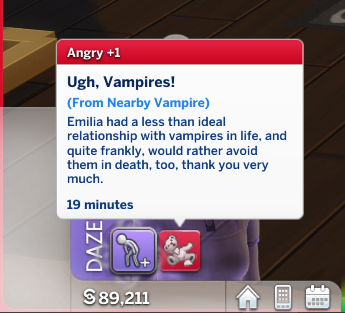 Angry +1
Ugh, Vampires!
(From Nearby Vampire)
Emilia had a less than ideal
relationship with vampires in life, and
quite frankly, would rather avoid
them in death, too, thank you very
much.
19 minutes
DAZE
§89,211